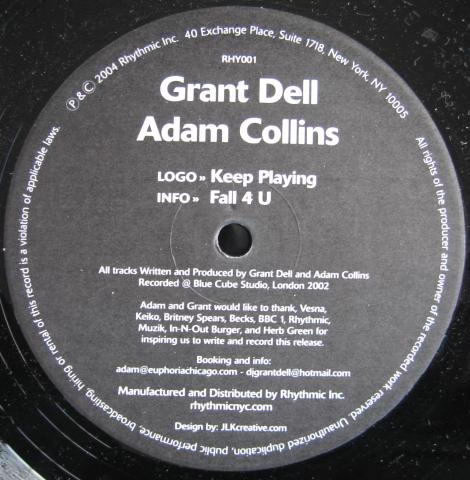 ℗ & © 2004 Rhythmic Inc. 40 Exchange Place, Suite 1718, New York, NY 10005
RHY001
Grant Dell
Adam Collins
LOGO » Keep Playing
INFO » Fall 4 U
All tracks Written and Produced by Grant Dell and Adam Collins
Recorded @ Blue Cube Studio, London 2002
Adam and Grant would like to thank, Vesna,
Keiko, Britney Spears, Becks, BBC 1, Rhythmic,
Muzik, In-N-Out Burger, and Herb Green for
inspiring us to write and record this release.
Booking and info:
adam@euphoriachicago.com - djgrantdell@hotmail.com
Manufactured and Distributed by Rhythmic Inc.
rhythmicnyc.com
Design by: JLKcreative.com
All rights of the producer and owner of the recorded work reserved. Unauthorized duplication, public performance, broadcasting, hiring or rental of this record is a violation of applicable laws.